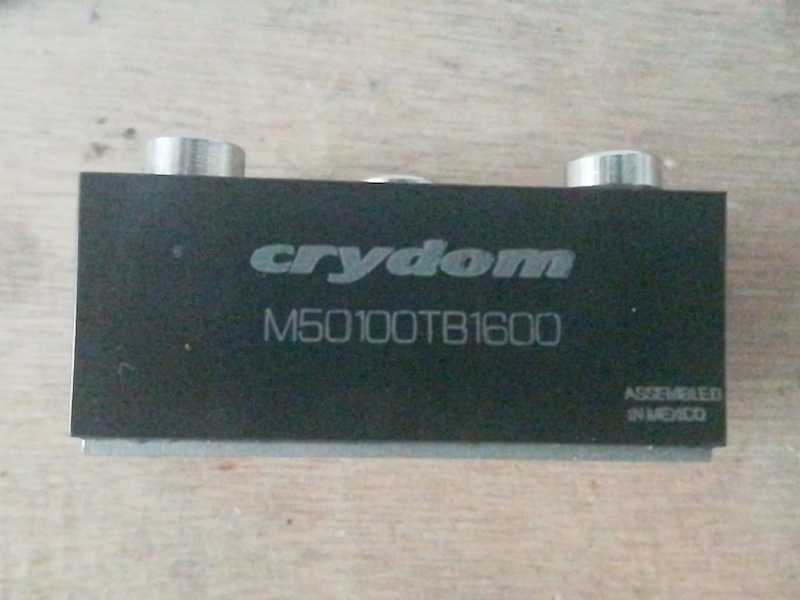 crydom
M50100TB1600
ASSEMBLED
IN MEXICO